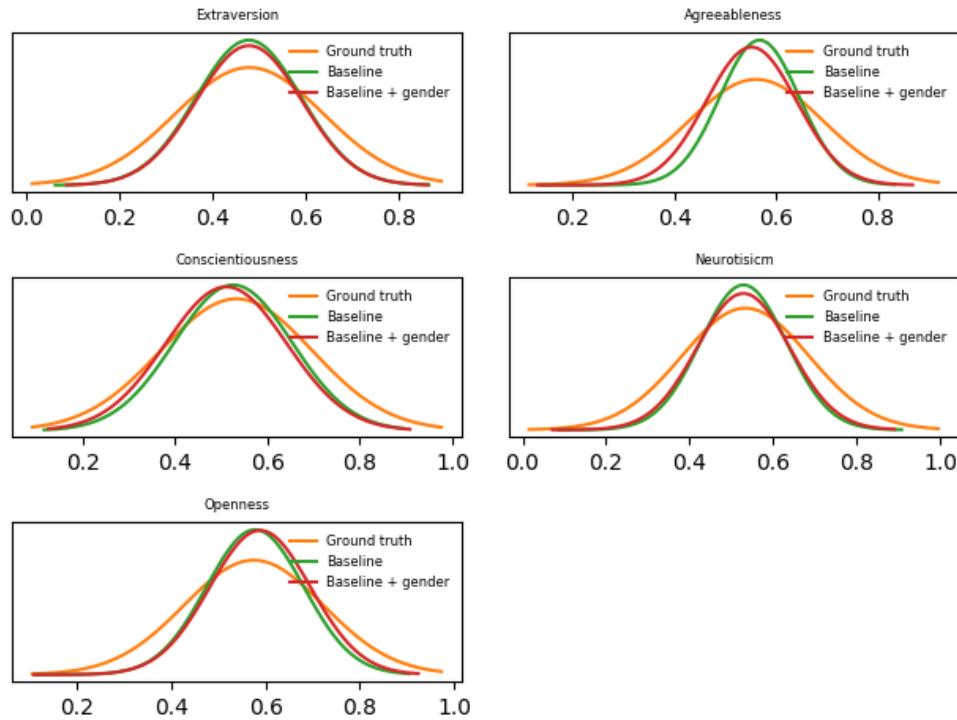 Extraversion
Ground truth
Baseline
Baseline + gender
0.0 0.2 0.4 0.6 0.8
Agreeableness
Ground truth
Baseline
Baseline + gender
0.2 0.4 0.6 0.8
Conscientiousness
Ground truth
Baseline
Baseline + gender
0.2 0.4 0.6 0.8 1.0
Neurotisicm
Ground truth
Baseline
Baseline + gender
0.0 0.2 0.4 0.6 0.8 1.0
Openness
Ground truth
Baseline
Baseline + gender
0.2 0.4 0.6 0.8 1.0